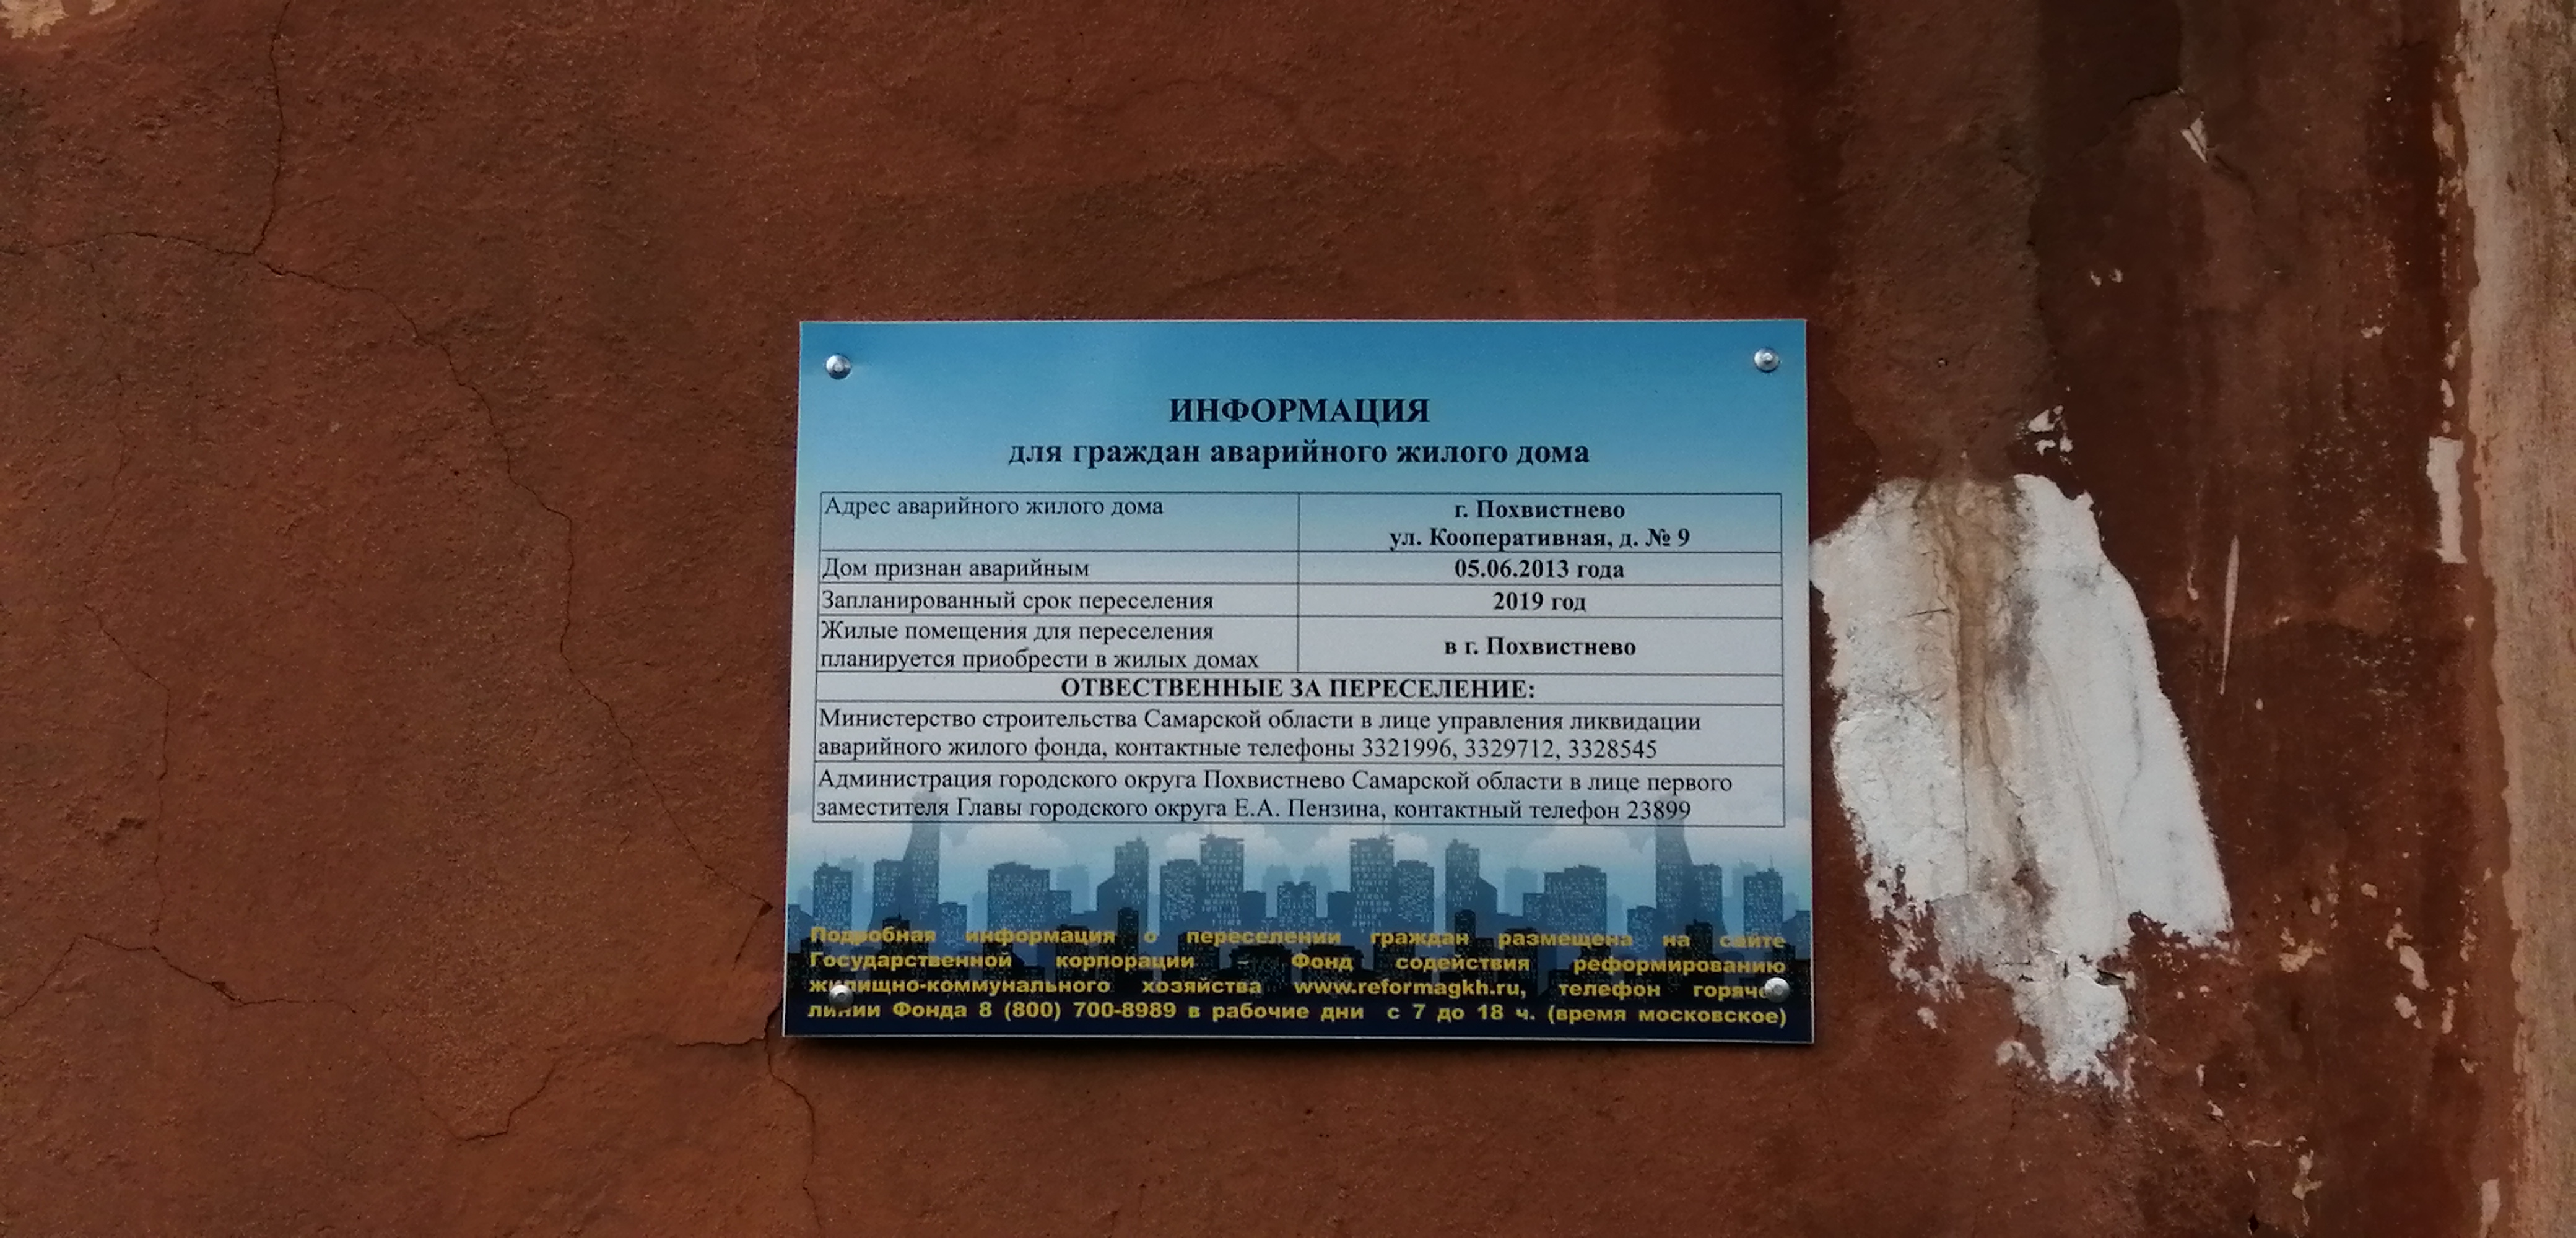 ИНФОРМАЦИЯ
для граждан аварийного жилого дома
Адрес аварийного жилого дома
г. Похвистнево
ул. Кооперативная, д. № 9
Дом признан аварийным
05.06.2013 года
Запланированный срок переселения
2019 год
Жилые помещения для переселения
планируется приобрести в жилых домах
в г. Похвистнево
ОТВЕСТВЕННЫЕ ЗА ПЕРЕСЕЛЕНИЕ:
Министерство строительства Самарской области в лице управления ликвидации
аварийного жилого фонда, контактные телефоны 3321996, 3329712, 3328545
Администрация городского округа Похвистнево Самарской области в лице первого
заместителя Главы городского округа Е.А. Пензина, контактный телефон 23899
Подробная информация о переселении граждан размещена на сайте
Государственной корпорации – Фонд содействия реформированию
жилищно-коммунального хозяйства www.reformagkh.ru, телефон горячей
линии Фонда 8 (800) 700-8989 в рабочие дни с 7 до 18 ч. (время московское)